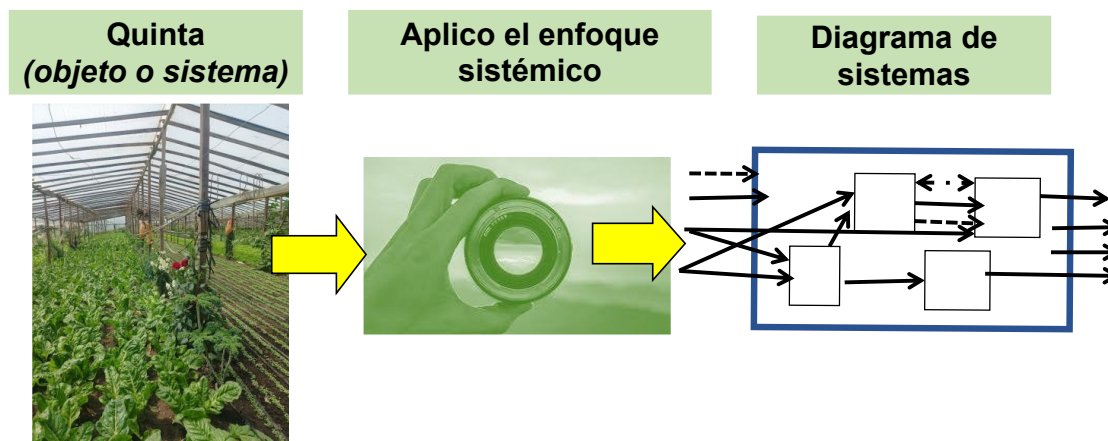 Quinta
(objeto o sistema)
Aplico el enfoque
sistémico
Diagrama de
sistemas